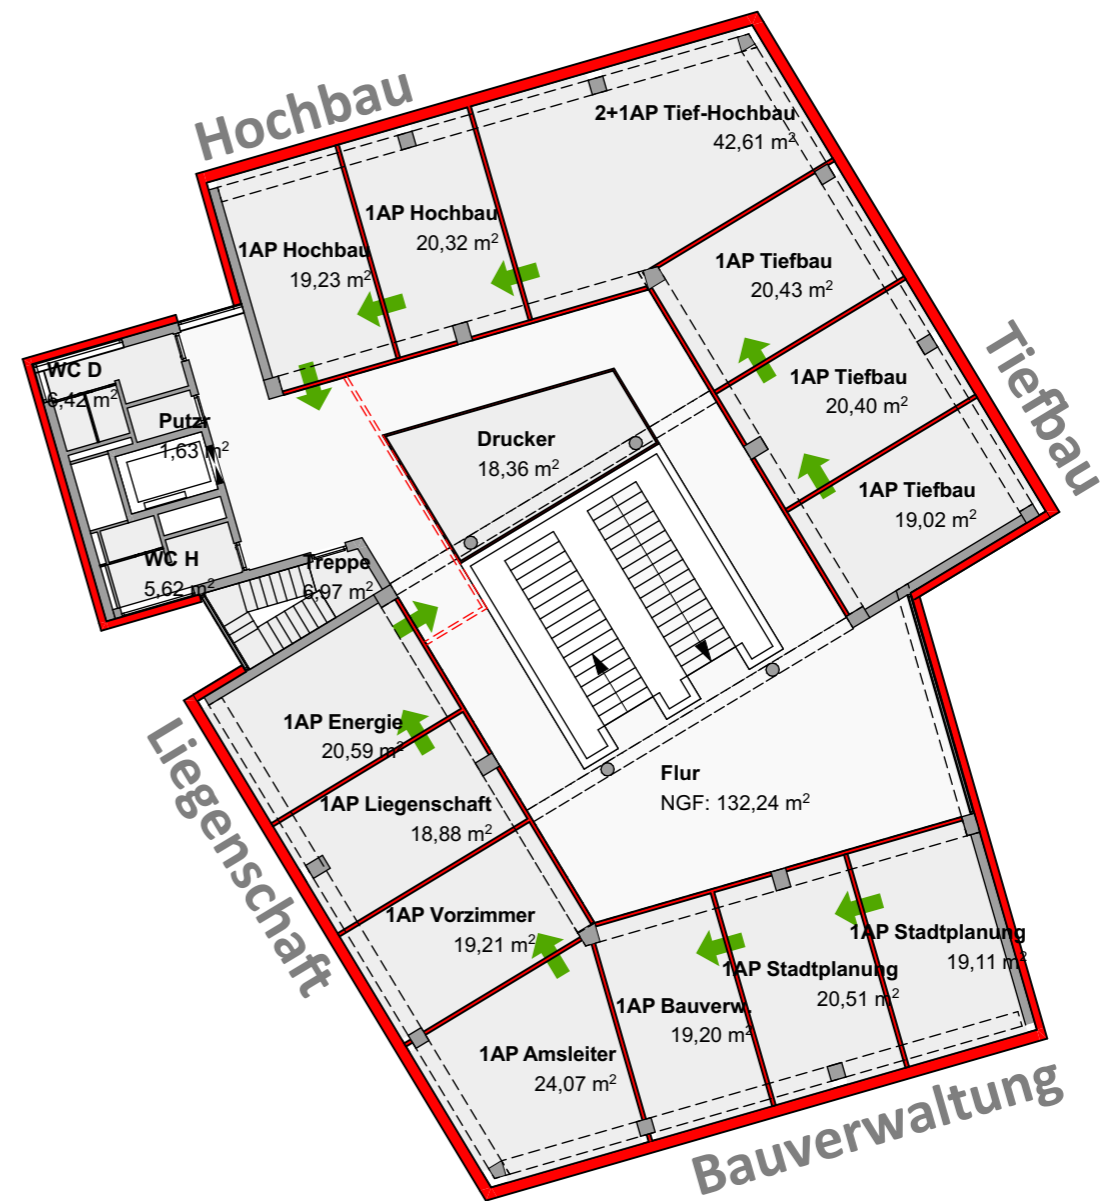 Hochbau
2+1AP Tief-Hochbau
42,61 m²
1AP Hochbau
20,32 m²
1AP Hochbau
19,23 m²
1AP Tiefbau
20,43 m²
Tiefbau
WC D
6,42 m²
1AP Tiefbau
20,40 m²
Putzr
1,63 m²
Drucker
18,36 m²
1AP Tiefbau
19,02 m²
WC H
5,62 m²
Treppe
6,97 m²
1AP Energie
20,59 m²
Liegenschaft
1AP Liegenschaft
18,88 m²
Flur
NGF: 132,24 m²
1AP Vorzimmer
19,21 m²
1AP Stadtplanung
19,11 m²
1AP Stadtplanung
20,51 m²
1AP Bauverw.
19,20 m²
1AP Amsleiter
24,07 m²
Bauverwaltung